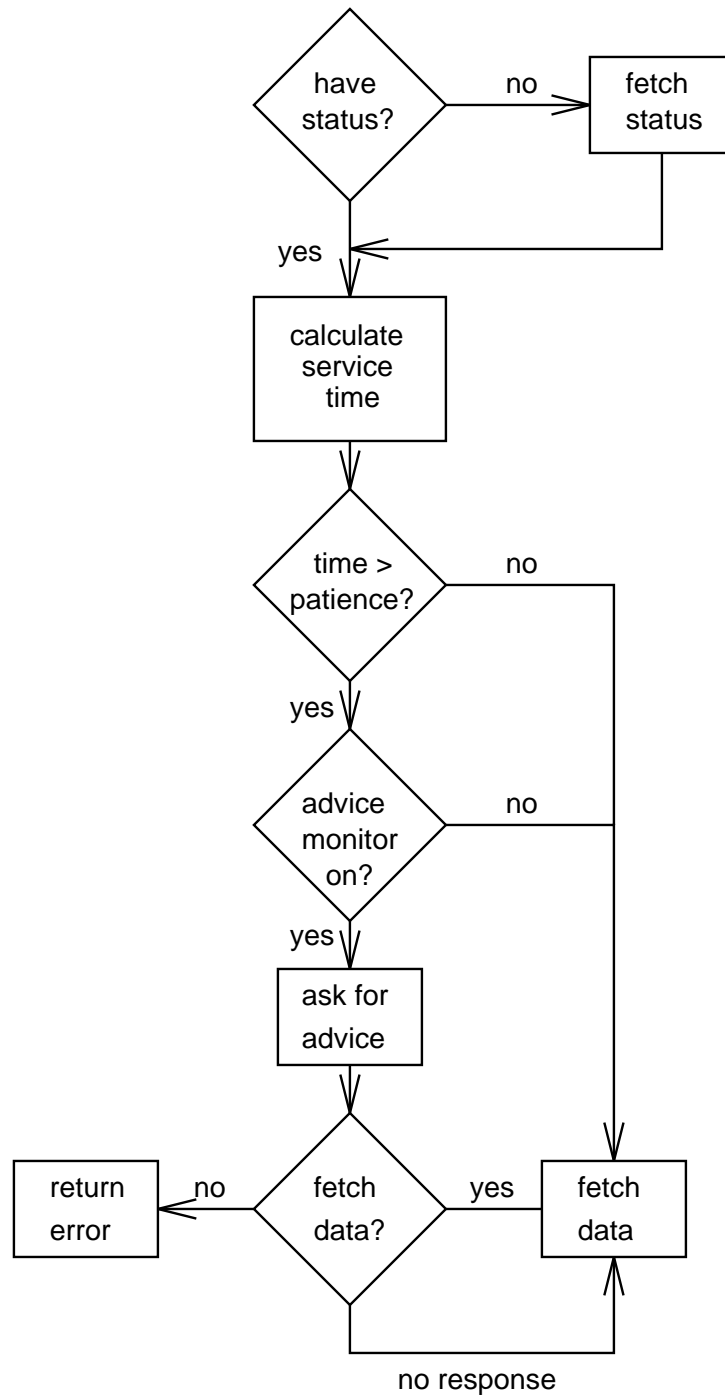 have
status?
no
fetch
status
yes
calculate
service
time
time >
patience?
no
yes
advice
monitor
on?
no
yes
ask for
advice
return
error
no
fetch
data?
yes
fetch
data
no response